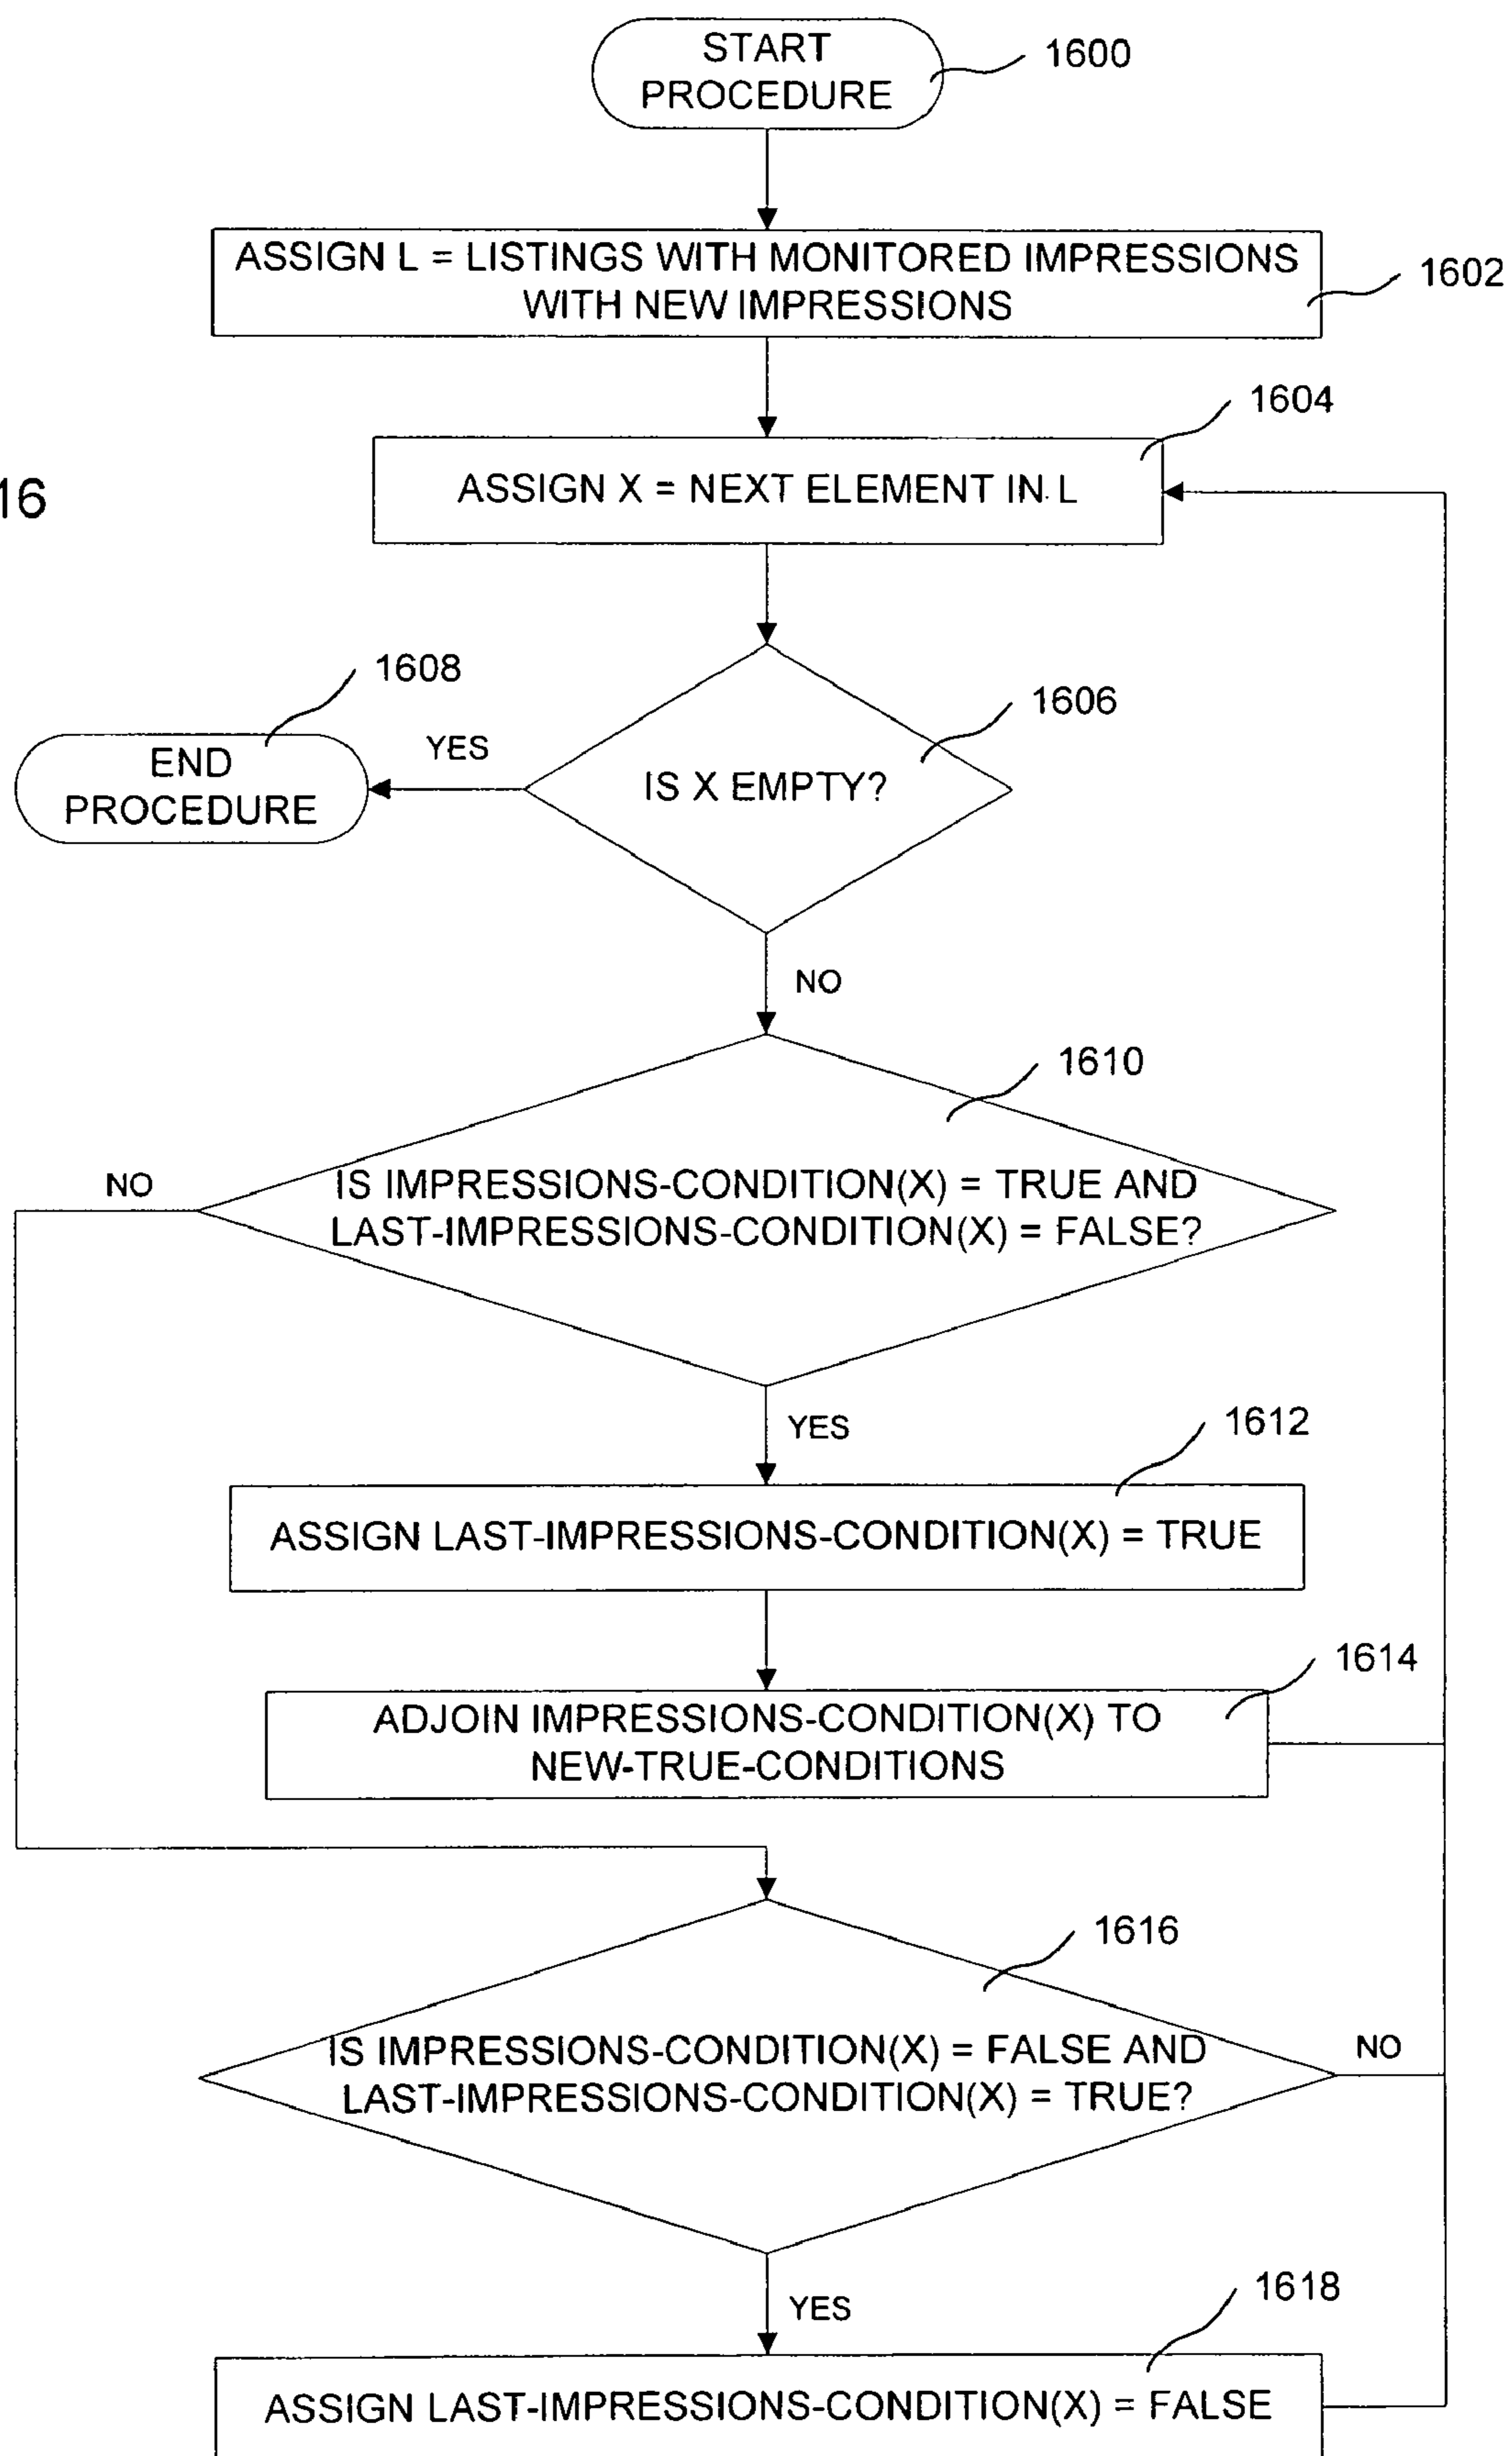 START
PROCEDURE
1600
ASSIGN L = LISTINGS WITH MONITORED IMPRESSIONS
WITH NEW IMPRESSIONS
1602
1604
ASSIGN X = NEXT ELEMENT IN L
16
1608
END
PROCEDURE
YES
1606
IS X EMPTY?
NO
1610
NO
IS IMPRESSIONS-CONDITION(X) = TRUE AND
LAST-IMPRESSIONS-CONDITION(X) = FALSE?
YES
1612
ASSIGN LAST-IMPRESSIONS-CONDITION(X) = TRUE
1614
ADJOIN IMPRESSIONS-CONDITION(X) TO
NEW-TRUE-CONDITIONS
1616
IS IMPRESSIONS-CONDITION(X) = FALSE AND
LAST-IMPRESSIONS-CONDITION(X) = TRUE?
NO
YES
1618
ASSIGN LAST-IMPRESSIONS-CONDITION(X) = FALSE